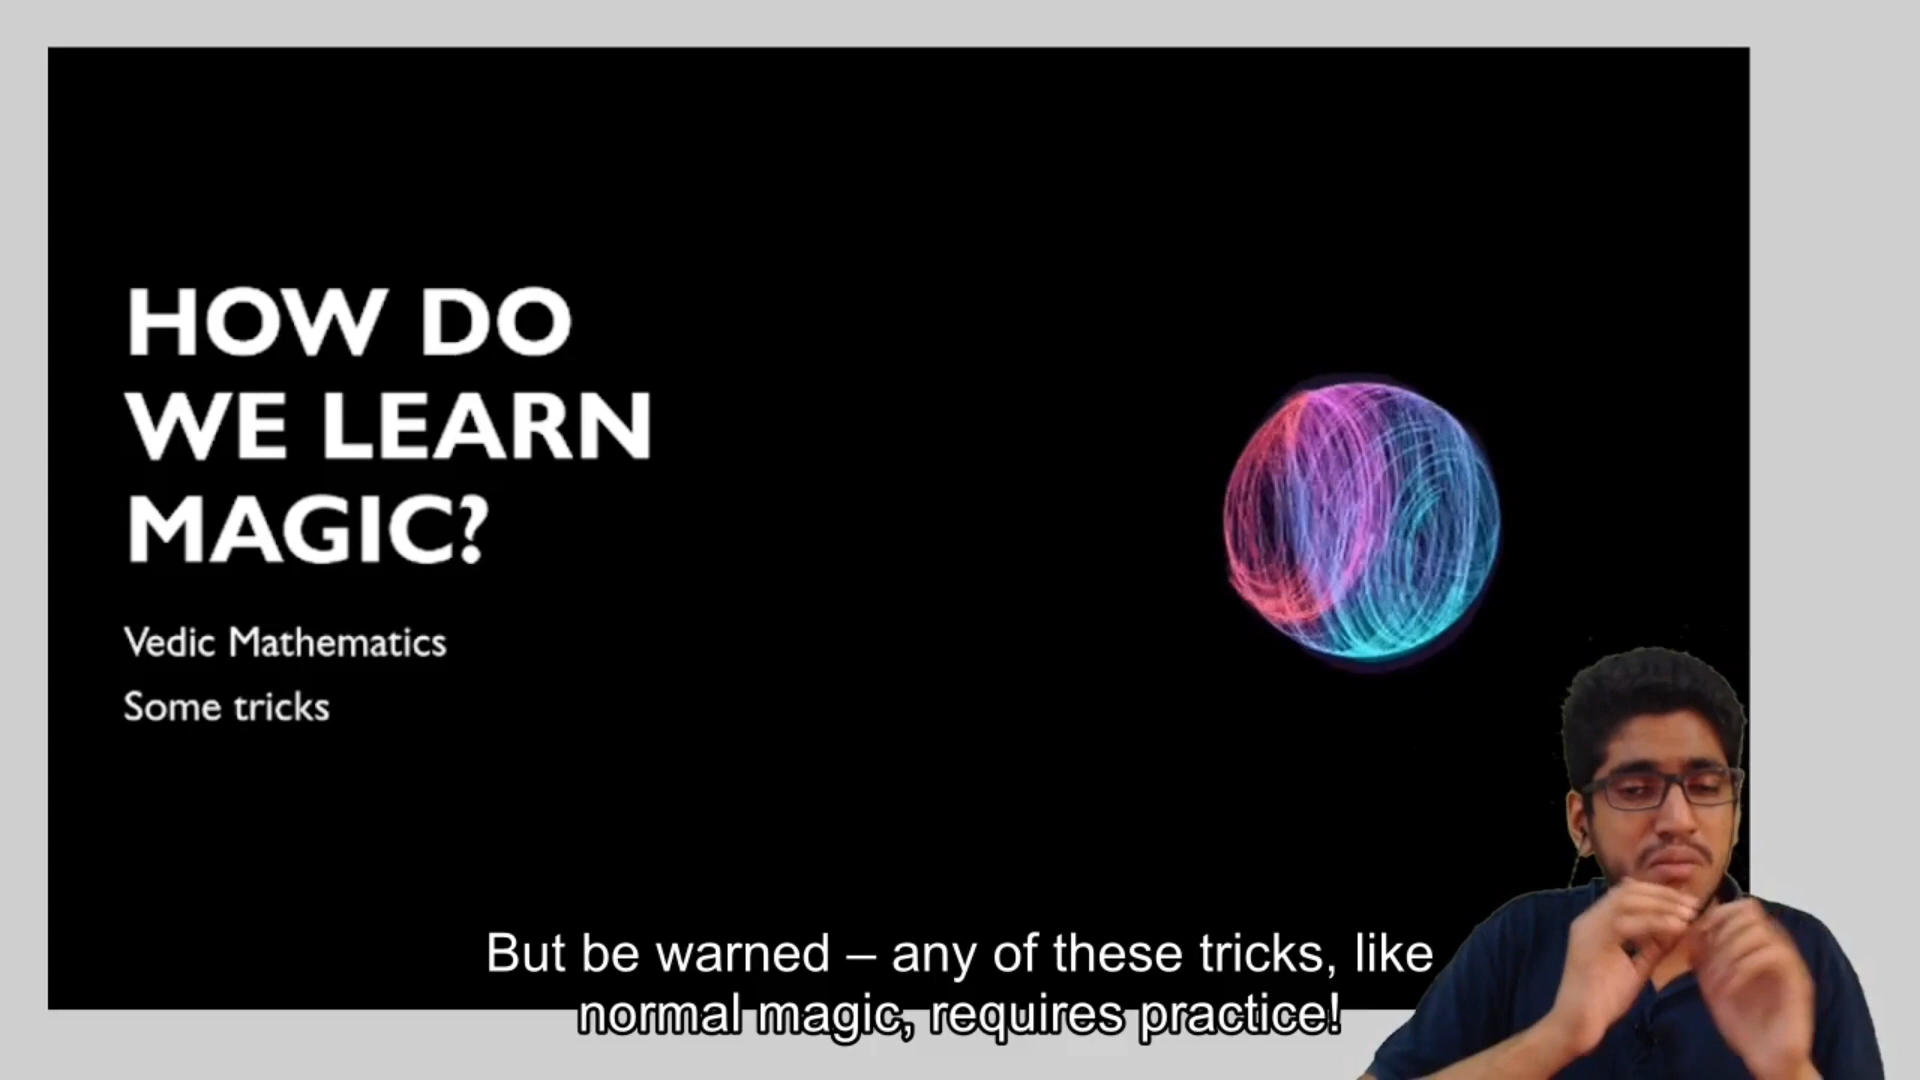 HOW DO
WE LEARN
MAGIC?
Vedic Mathematics
Some tricks
But be warned – any of these tricks, like
normal magic, requires practice!